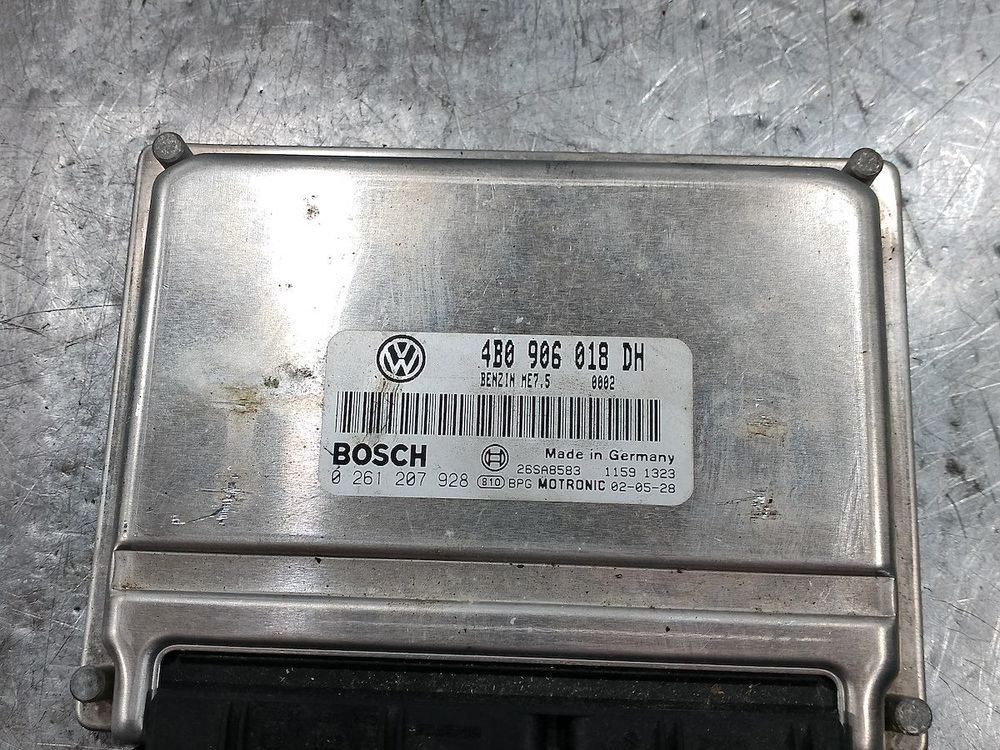 4B0 906 018 DH
BENZIN ME7.5 0002
BOSCH Made in Germany
26SA8583 1159 1323
0 261 207 928 810 BPG MOTRONIC 02-05-28